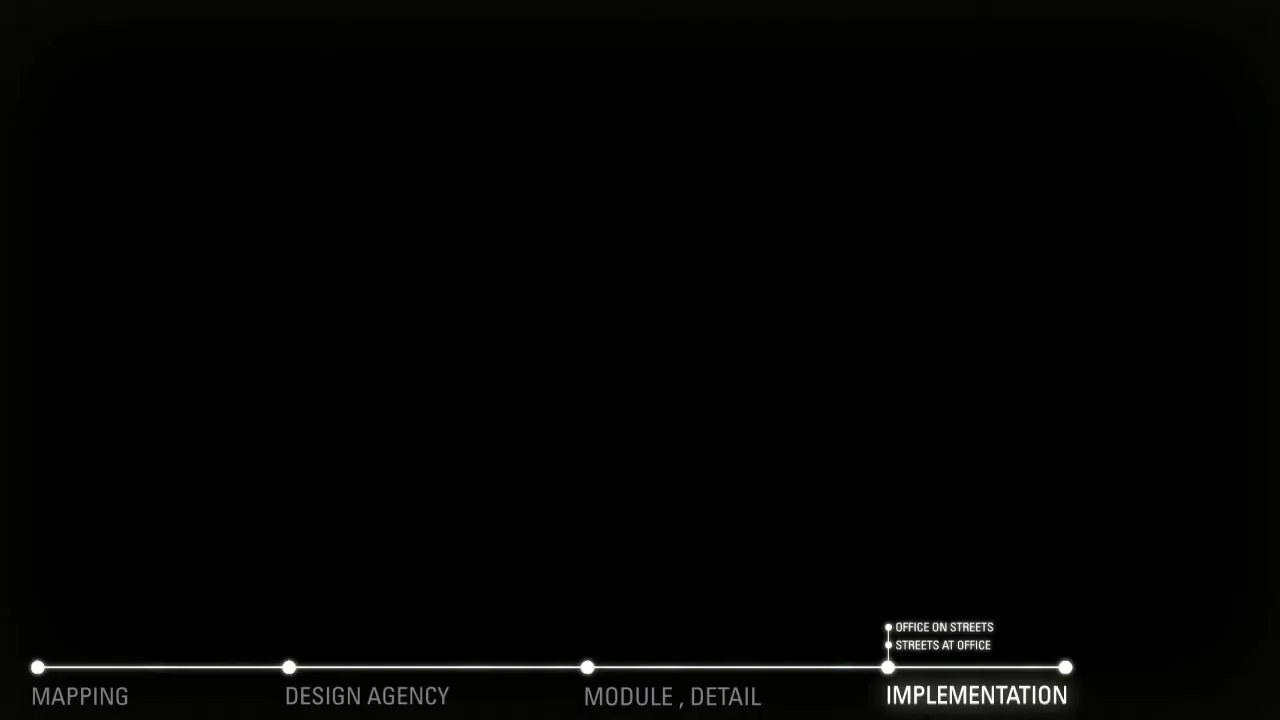 OFFICE ON STREETS
STREETS AT OFFICE
MAPPING
DESIGN AGENCY
MODULE , DETAIL
IMPLEMENTATION